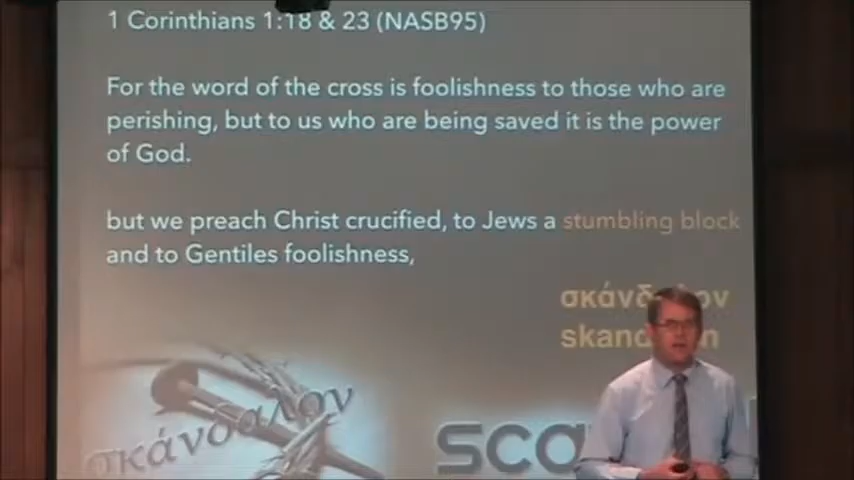 1 Corinthians 1:18 & 23 (NASB95)
For the word of the cross is foolishness to those who are
perishing, but to us who are being saved it is the power
of God.
but we preach Christ crucified, to Jews a stumbling block
and to Gentiles foolishness,
σκάνδαλον
σκάνδαλον